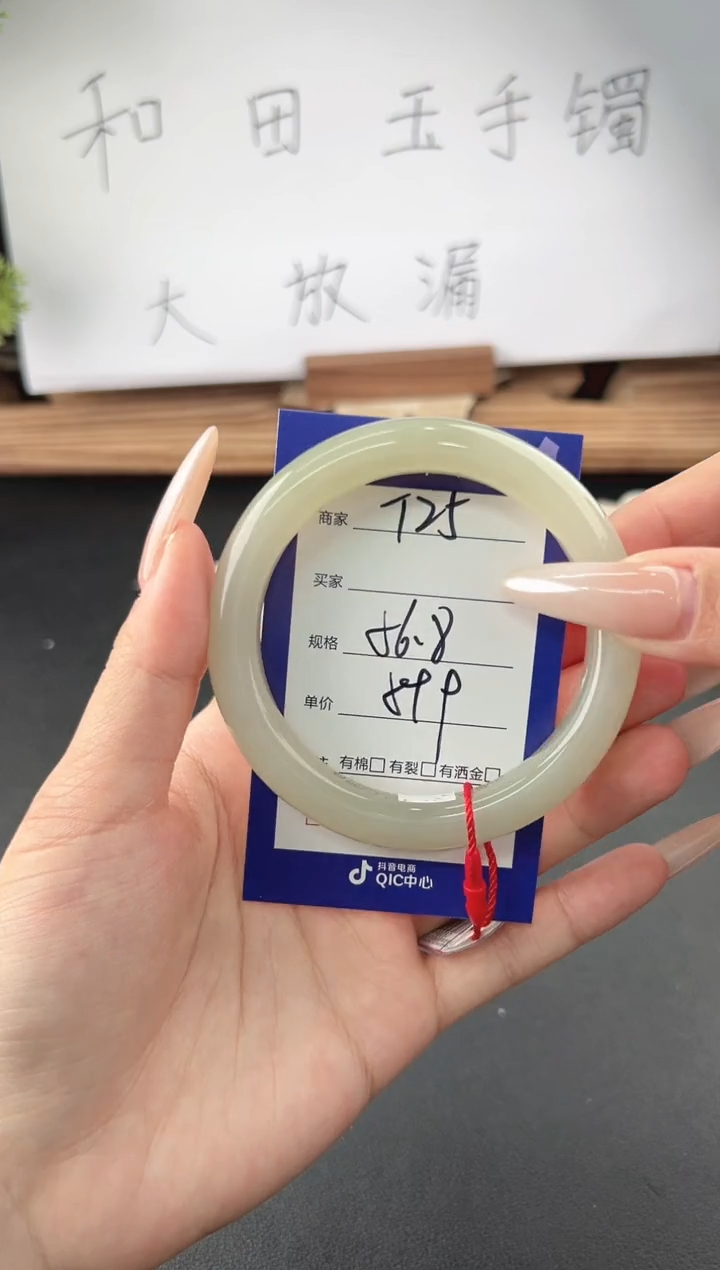 和田玉手镯
大放漏
商家 T25
买家
规格 56.8
单价 899
有棉□ 有裂□ 有洒金□
抖音电商
QIC中心